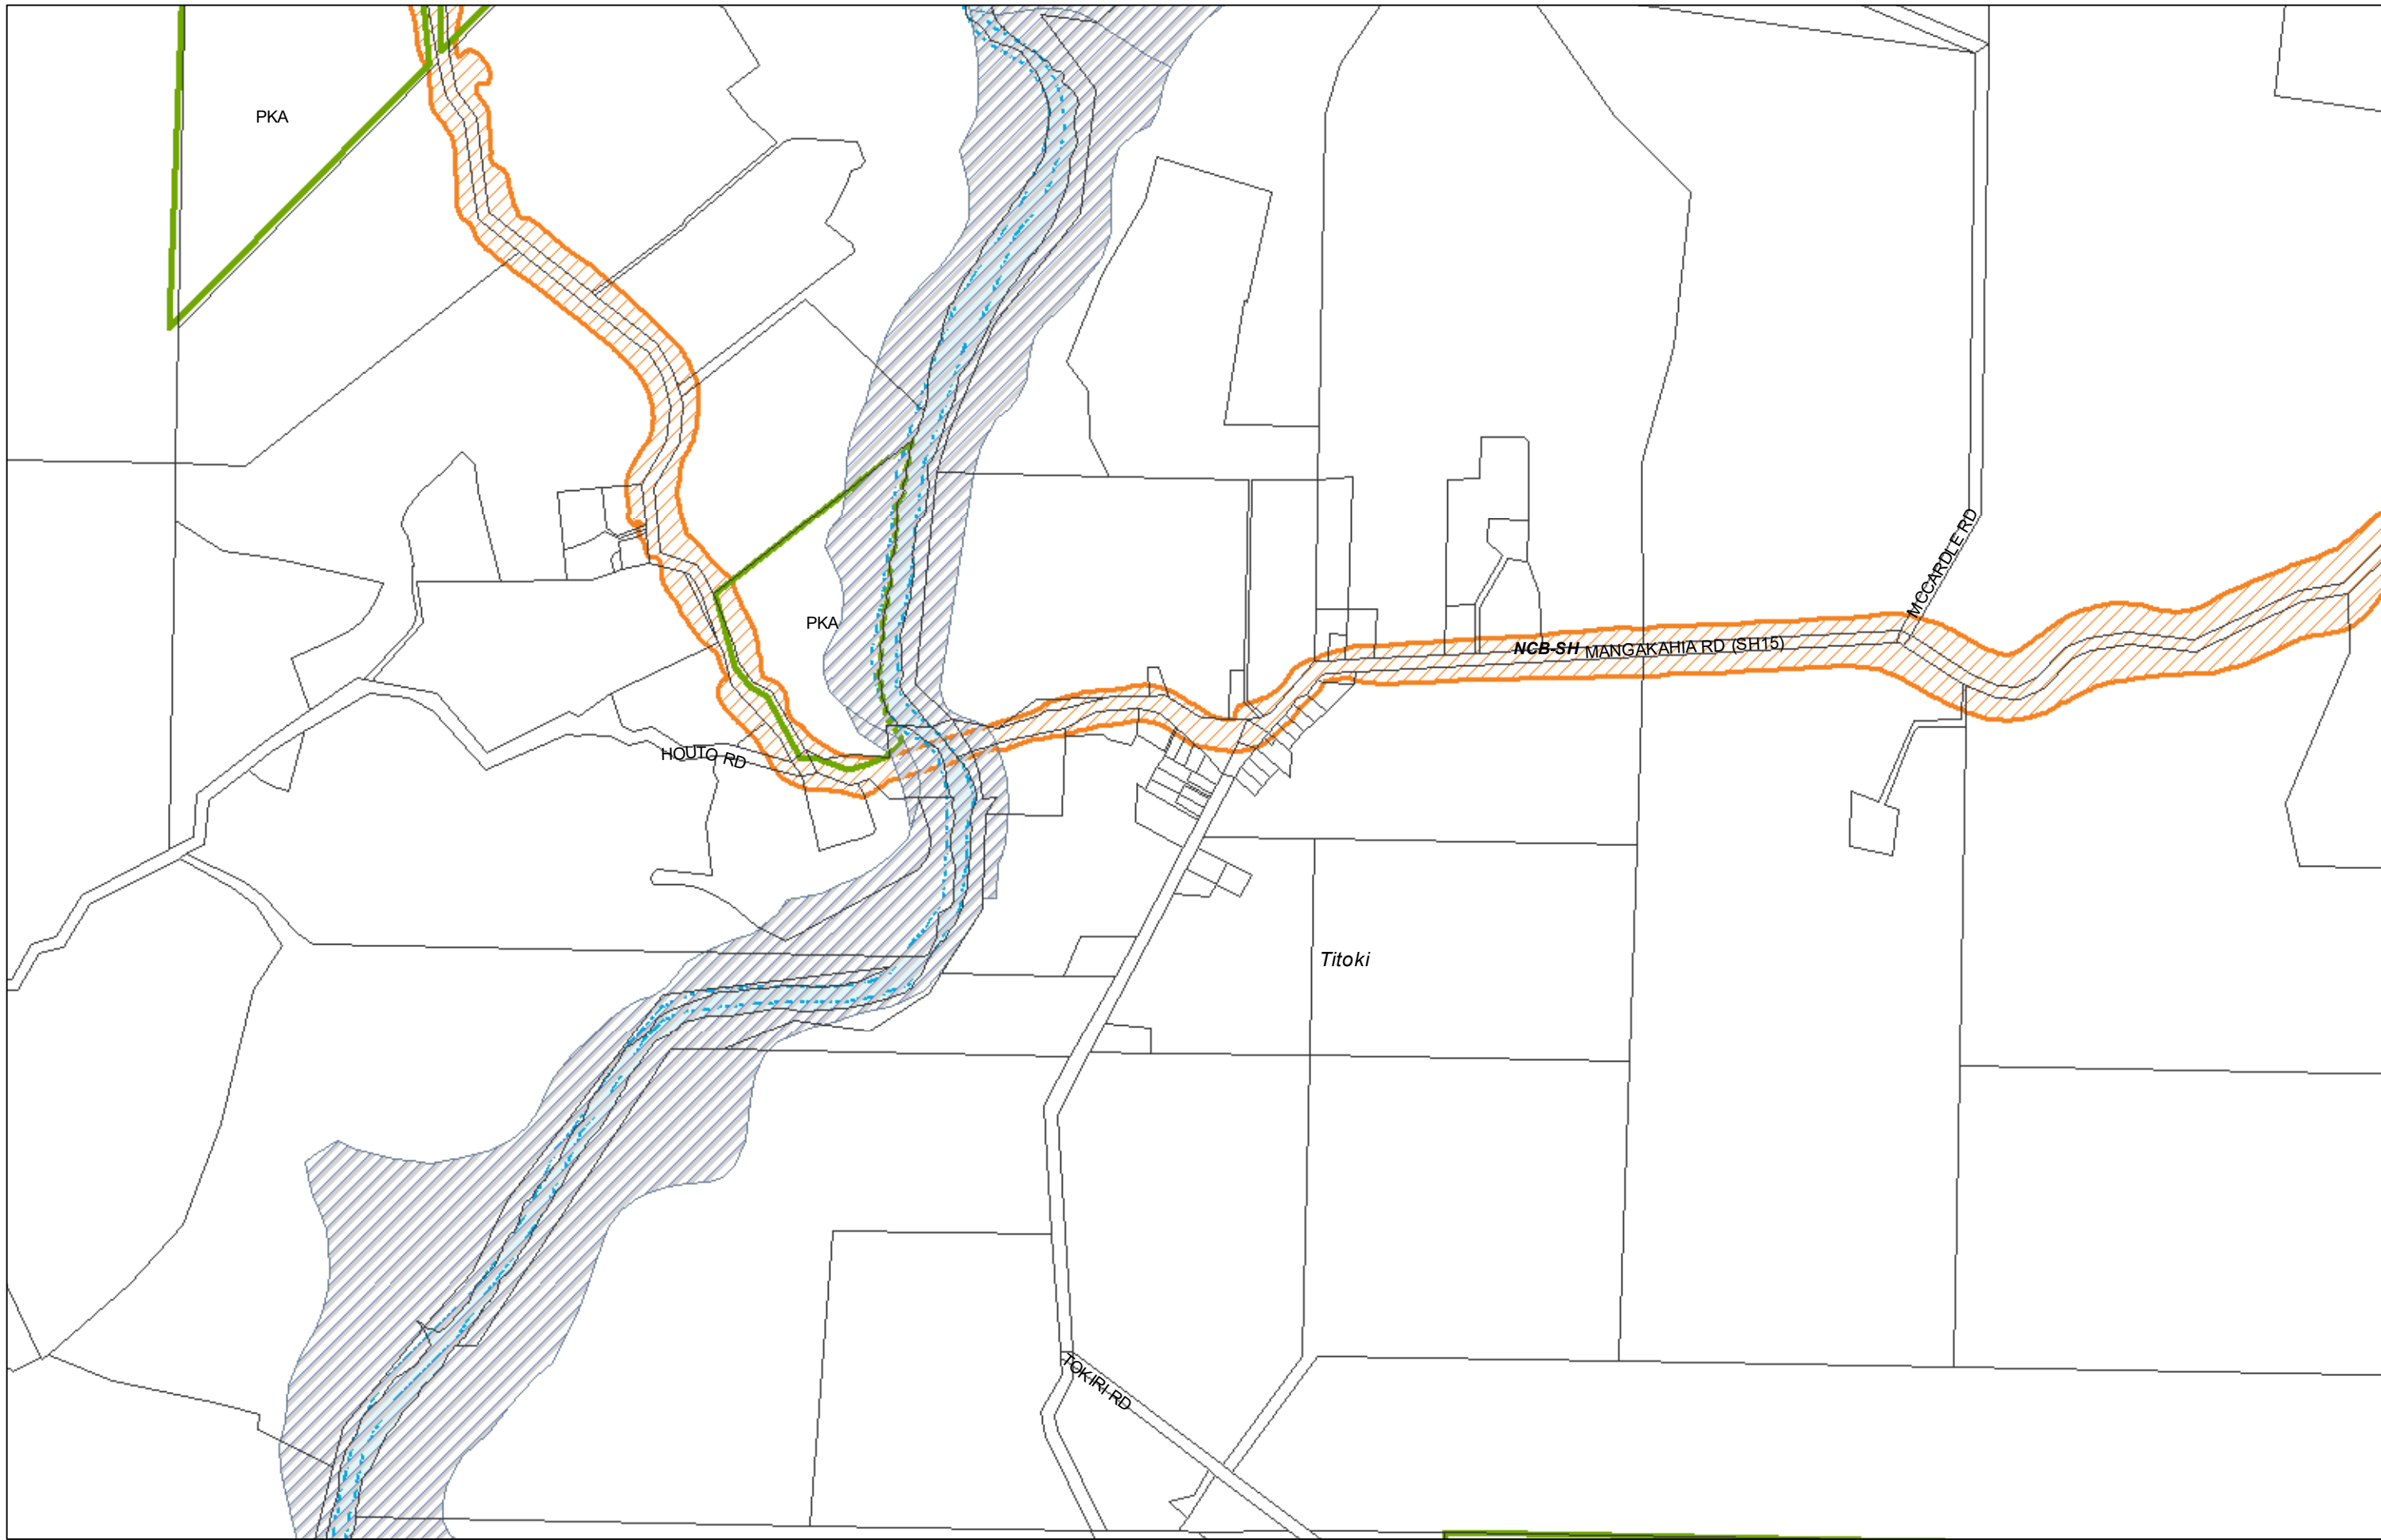 PKA
MCCARDLE RD
PKA
NCB-SH MANGAKAHIA RD (SH15)
HOUTO RD
Titoki
TOKIRI RD